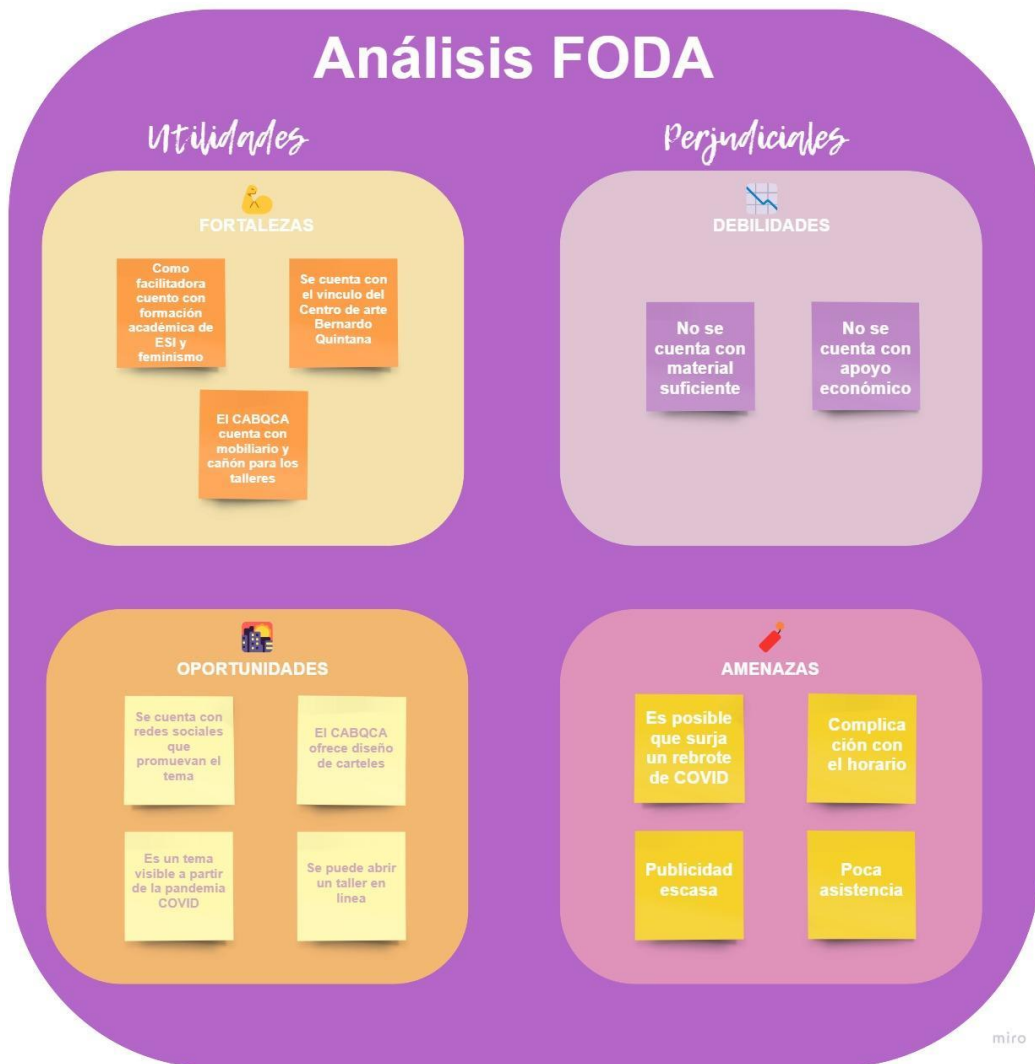 Análisis FODA
Utilidades
Perjudiciales
FORTALEZAS
Como
facilitadora
cuento con
formación
académica de
ESI y
feminismo
Se cuenta con
el vínculo del
Centro de arte
Bernardo
Quintana
El CABQCA
cuenta con
mobiliario y
cañón para los
talleres
DEBILIDADES
No se
cuenta con
material
suficiente
No se
cuenta con
apoyo
económico
OPORTUNIDADES
Se cuenta con
redes sociales
que
promuevan el
tema
El CABQCA
ofrece diseño
de carteles
Es un tema
visible a partir
de la pandemia
COVID
Se puede abrir
un taller en
línea
AMENAZAS
Es posible
que surja
un rebrote
de COVID
Complica
ción con
el horario
Publicidad
escasa
Poca
asistencia
miro